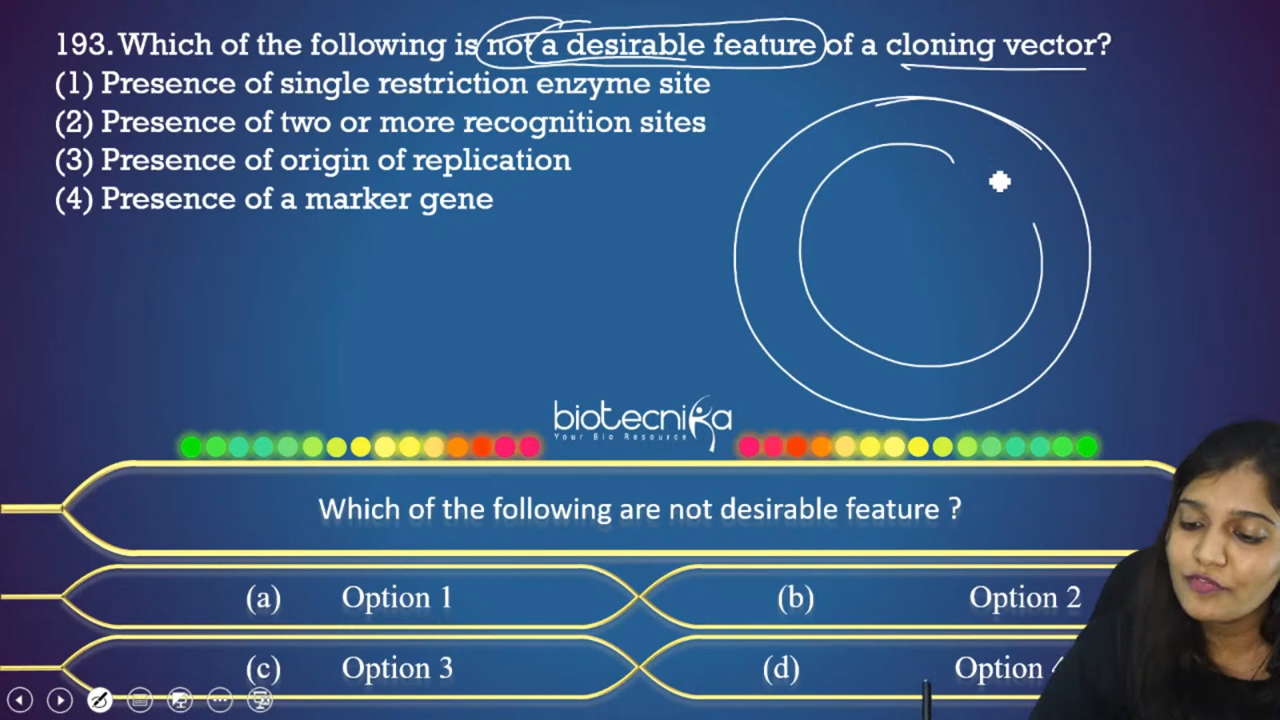 193. Which of the following is not a desirable feature of a cloning vector?
(1) Presence of single restriction enzyme site
(2) Presence of two or more recognition sites
(3) Presence of origin of replication
(4) Presence of a marker gene
biotecnika
Your Bio Resource
Which of the following are not desirable feature ?
(a) Option 1
(b) Option 2
(c) Option 3
(d) Option 4